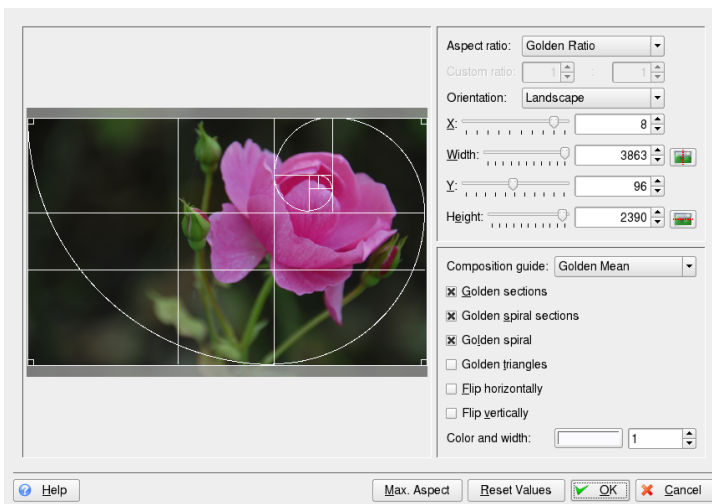 Aspect ratio: Golden Ratio
Custom ratio: 1 : 1
Orientation: Landscape
X: 8
Width: 3863
Y: 96
Height: 2390
Composition guide: Golden Mean
Golden sections
Golden spiral sections
Golden spiral
Golden triangles
Flip horizontally
Flip vertically
Color and width: 1
Help Max. Aspect Reset Values OK Cancel